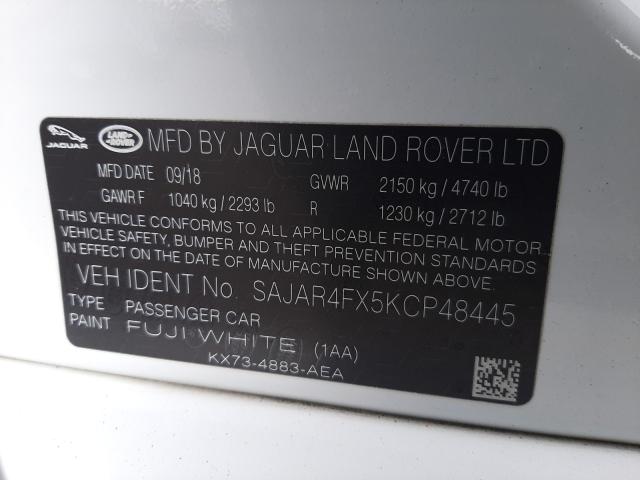 JAGUAR LAND ROVER MFD BY JAGUAR LAND ROVER LTD
MFD DATE 09/18 GVWR 2150 kg / 4740 lb
GAWR F 1040 kg / 2293 lb R 1230 kg / 2712 lb
THIS VEHICLE CONFORMS TO ALL APPLICABLE FEDERAL MOTOR
VEHICLE SAFETY, BUMPER AND THEFT PREVENTION STANDARDS
IN EFFECT ON THE DATE OF MANUFACTURE SHOWN ABOVE.
VEH IDENT No. SAJAR4FX5KCP48445
TYPE PASSENGER CAR
PAINT FUJI WHITE (1AA)
KX73-4883-AEA